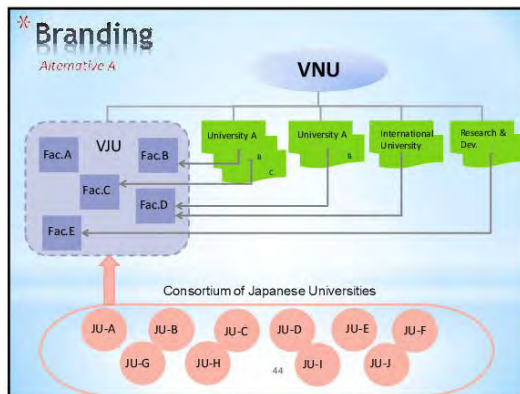 * Branding
Alternative A
VNU
VJU
Fac.A
Fac.B
Fac.C
Fac.D
Fac.E
University A
B
C
University A
B
International
University
Research &
Dev.
Consortium of Japanese Universities
JU-A
JU-B
JU-C
JU-D
JU-E
JU-F
JU-G
JU-H
JU-I
JU-J
44